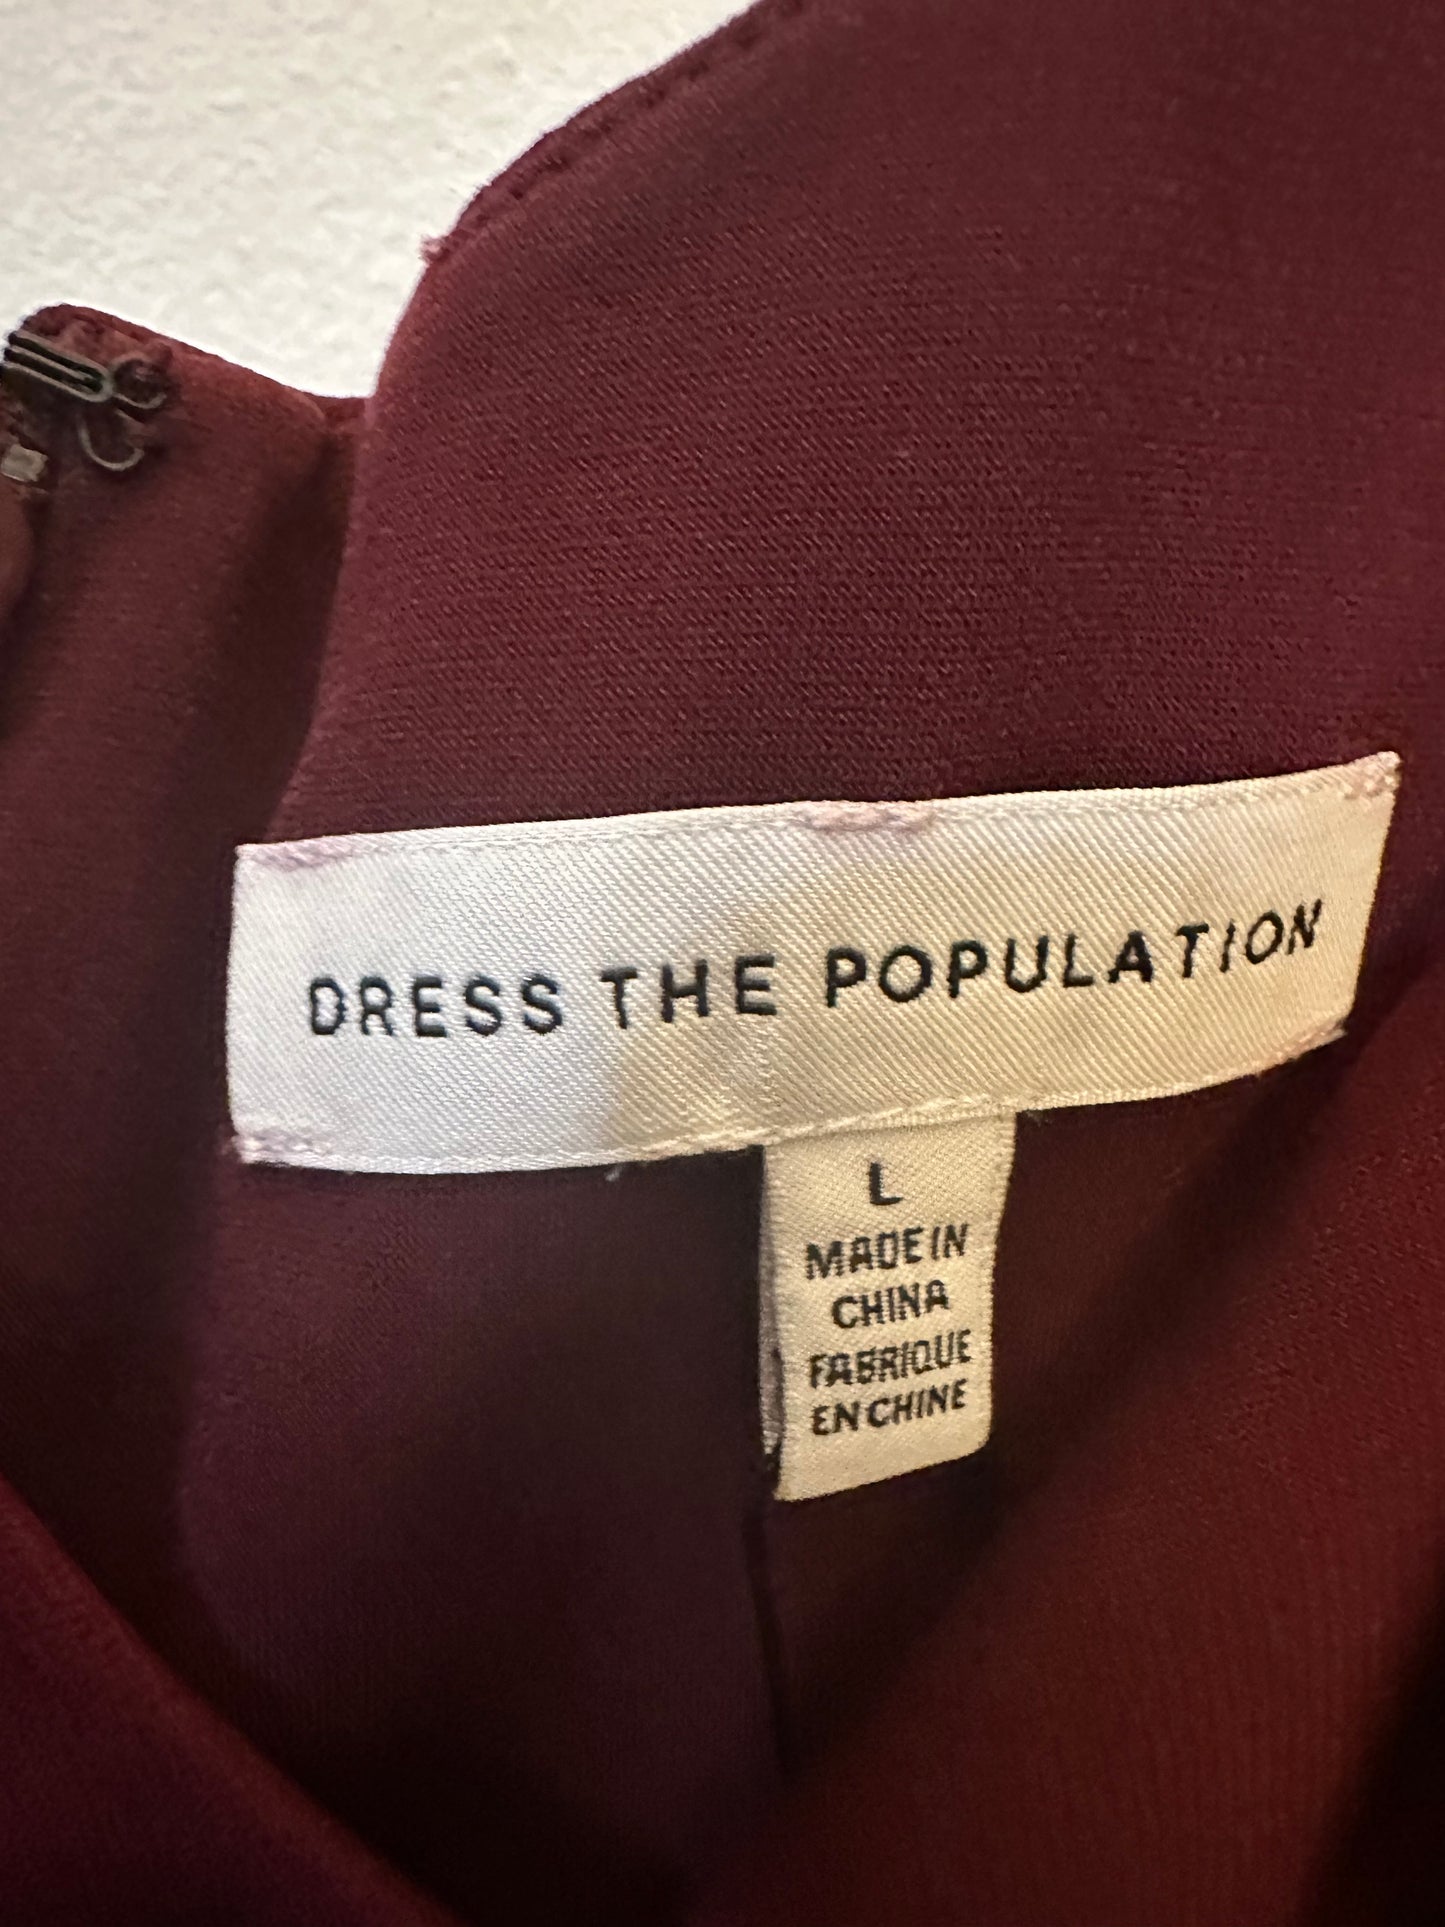 DRESS THE POPULATION
L
MADE IN
CHINA
FABRIQUE
EN CHINE